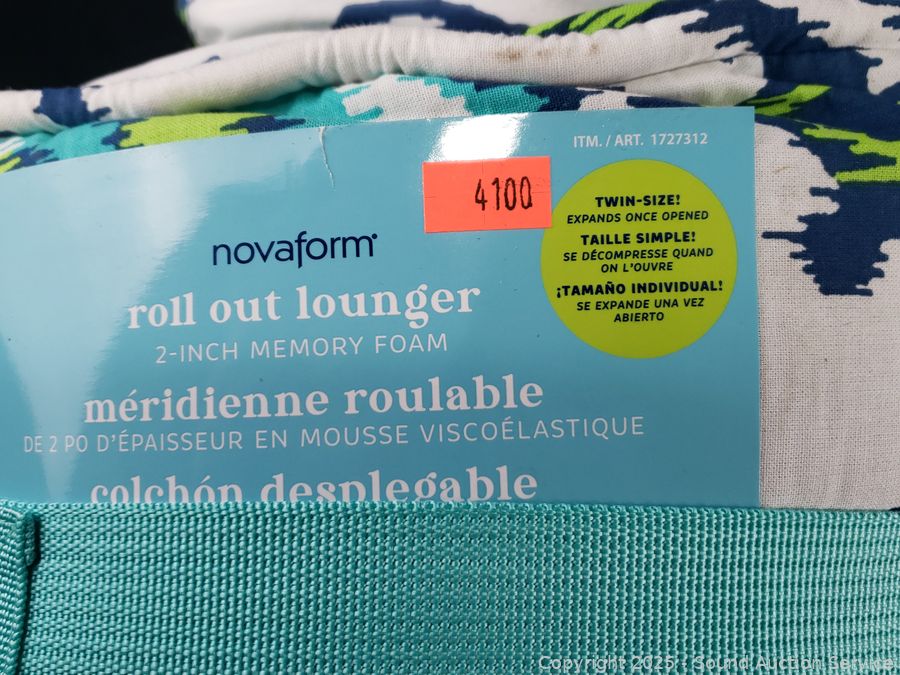 ITM. / ART. 1727312
4100
novaform
roll out lounger
2-INCH MEMORY FOAM
méridienne roulable
DE 2 PO D'ÉPAISSEUR EN MOUSSE VISCOÉLASTIQUE
colchón desplegable
TWIN-SIZE!
EXPANDS ONCE OPENED
TAILLE SIMPLE!
SE DÉCOMPRESSE QUAND
ON L'OUVRE
¡TAMAÑO INDIVIDUAL!
SE EXPANDE UNA VEZ
ABIERTO
Copyright 2025 - Sound Auction Service